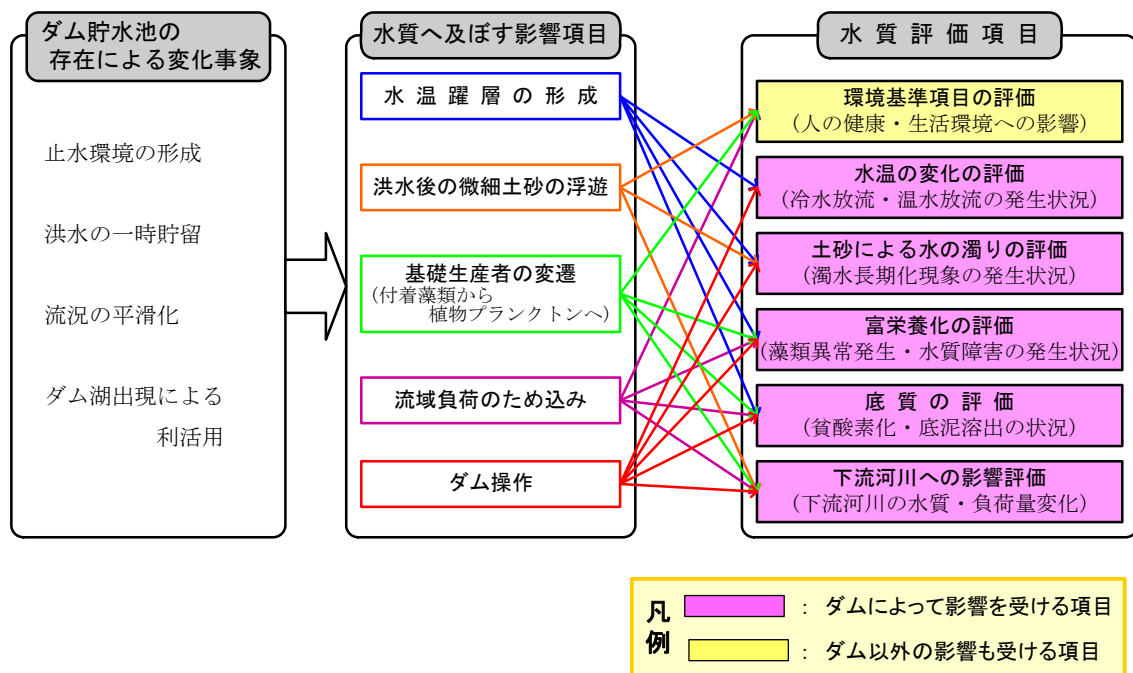 ダム貯水池の
存在による変化事象
止水環境の形成
洪水の一時貯留
流況の平滑化
ダム湖出現による
利活用
水質へ及ぼす影響項目
水温躍層の形成
洪水後の微細土砂の浮遊
基礎生産者の変遷
(付着藻類から
植物プランクトンへ)
流域負荷のため込み
ダム操作
水質評価項目
環境基準項目の評価
(人の健康・生活環境への影響)
水温の変化の評価
(冷水放流・温水放流の発生状況)
土砂による水の濁りの評価
(濁水長期化現象の発生状況)
富栄養化の評価
(藻類異常発生・水質障害の発生状況)
底質の評価
(貧酸素化・底泥溶出の状況)
下流河川への影響評価
(下流河川の水質・負荷量変化)
凡例
: ダムによって影響を受ける項目
: ダム以外の影響も受ける項目